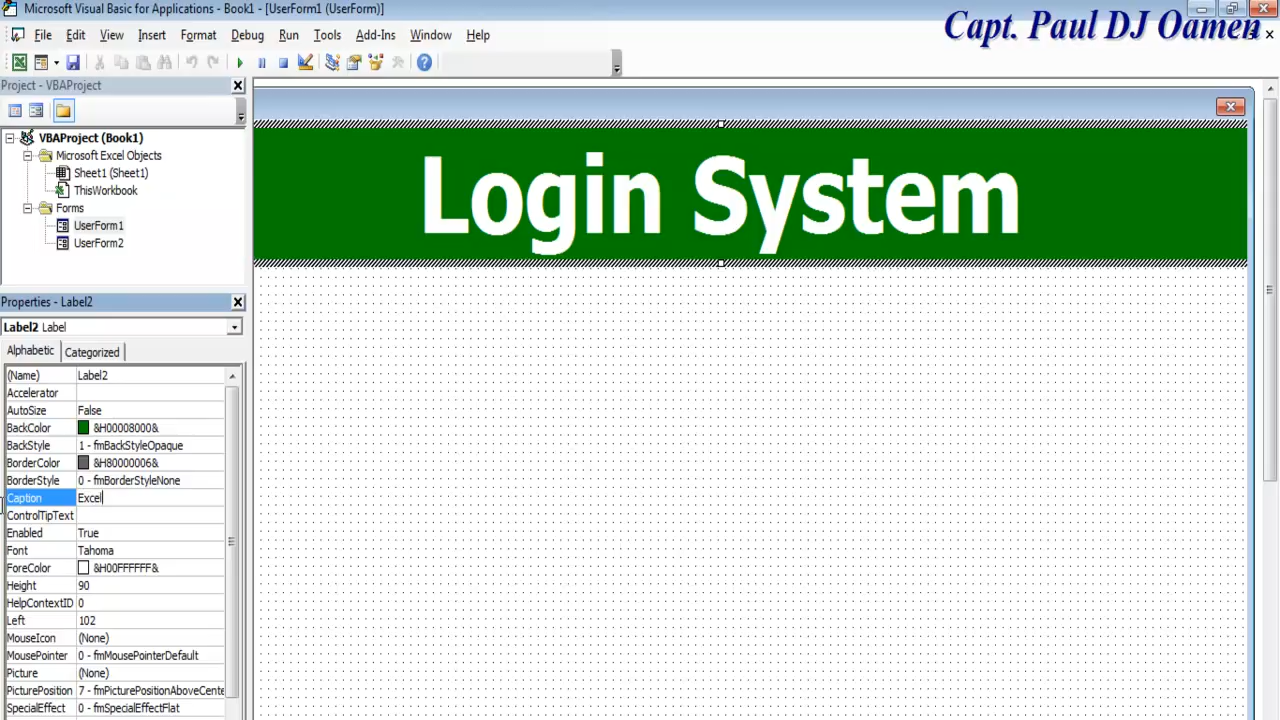 Microsoft Visual Basic for Applications - Book1 - [UserForm1 (UserForm)]
Capt. Paul DJ Oamen
File Edit View Insert Format Debug Run Tools Add-Ins Window Help
Project - VBAProject
VBAProject (Book1)
Microsoft Excel Objects
Sheet1 (Sheet1)
ThisWorkbook
Forms
UserForm1
UserForm2
Login System
Properties - Label2
Label2 Label
Alphabetic Categorized
(Name) Label2
Accelerator
AutoSize False
BackColor &H00008000&
BackStyle 1 - fmBackStyleOpaque
BorderColor &H80000006&
BorderStyle 0 - fmBorderStyleNone
Caption Excel
ControlTipText
Enabled True
Font Tahoma
ForeColor &H00FFFFFF&
Height 90
HelpContextID 0
Left 102
MouseIcon (None)
MousePointer 0 - fmMousePointerDefault
Picture (None)
PicturePosition 7 - fmPicturePositionAboveCente
SpecialEffect 0 - fmSpecialEffectFlat